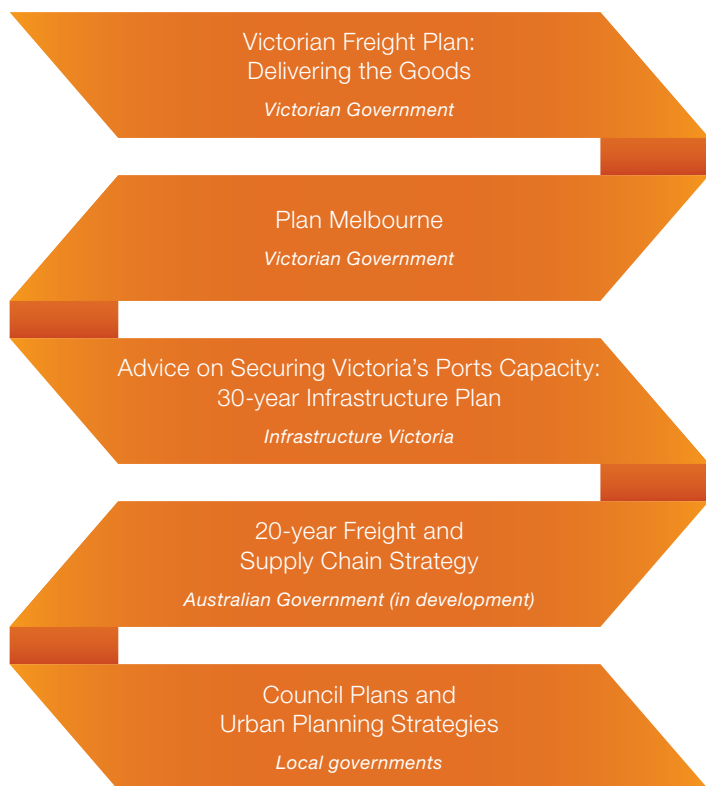 Victorian Freight Plan:
Delivering the Goods
Victorian Government
Plan Melbourne
Victorian Government
Advice on Securing Victoria’s Ports Capacity:
30-year Infrastructure Plan
Infrastructure Victoria
20-year Freight and
Supply Chain Strategy
Australian Government (in development)
Council Plans and
Urban Planning Strategies
Local governments